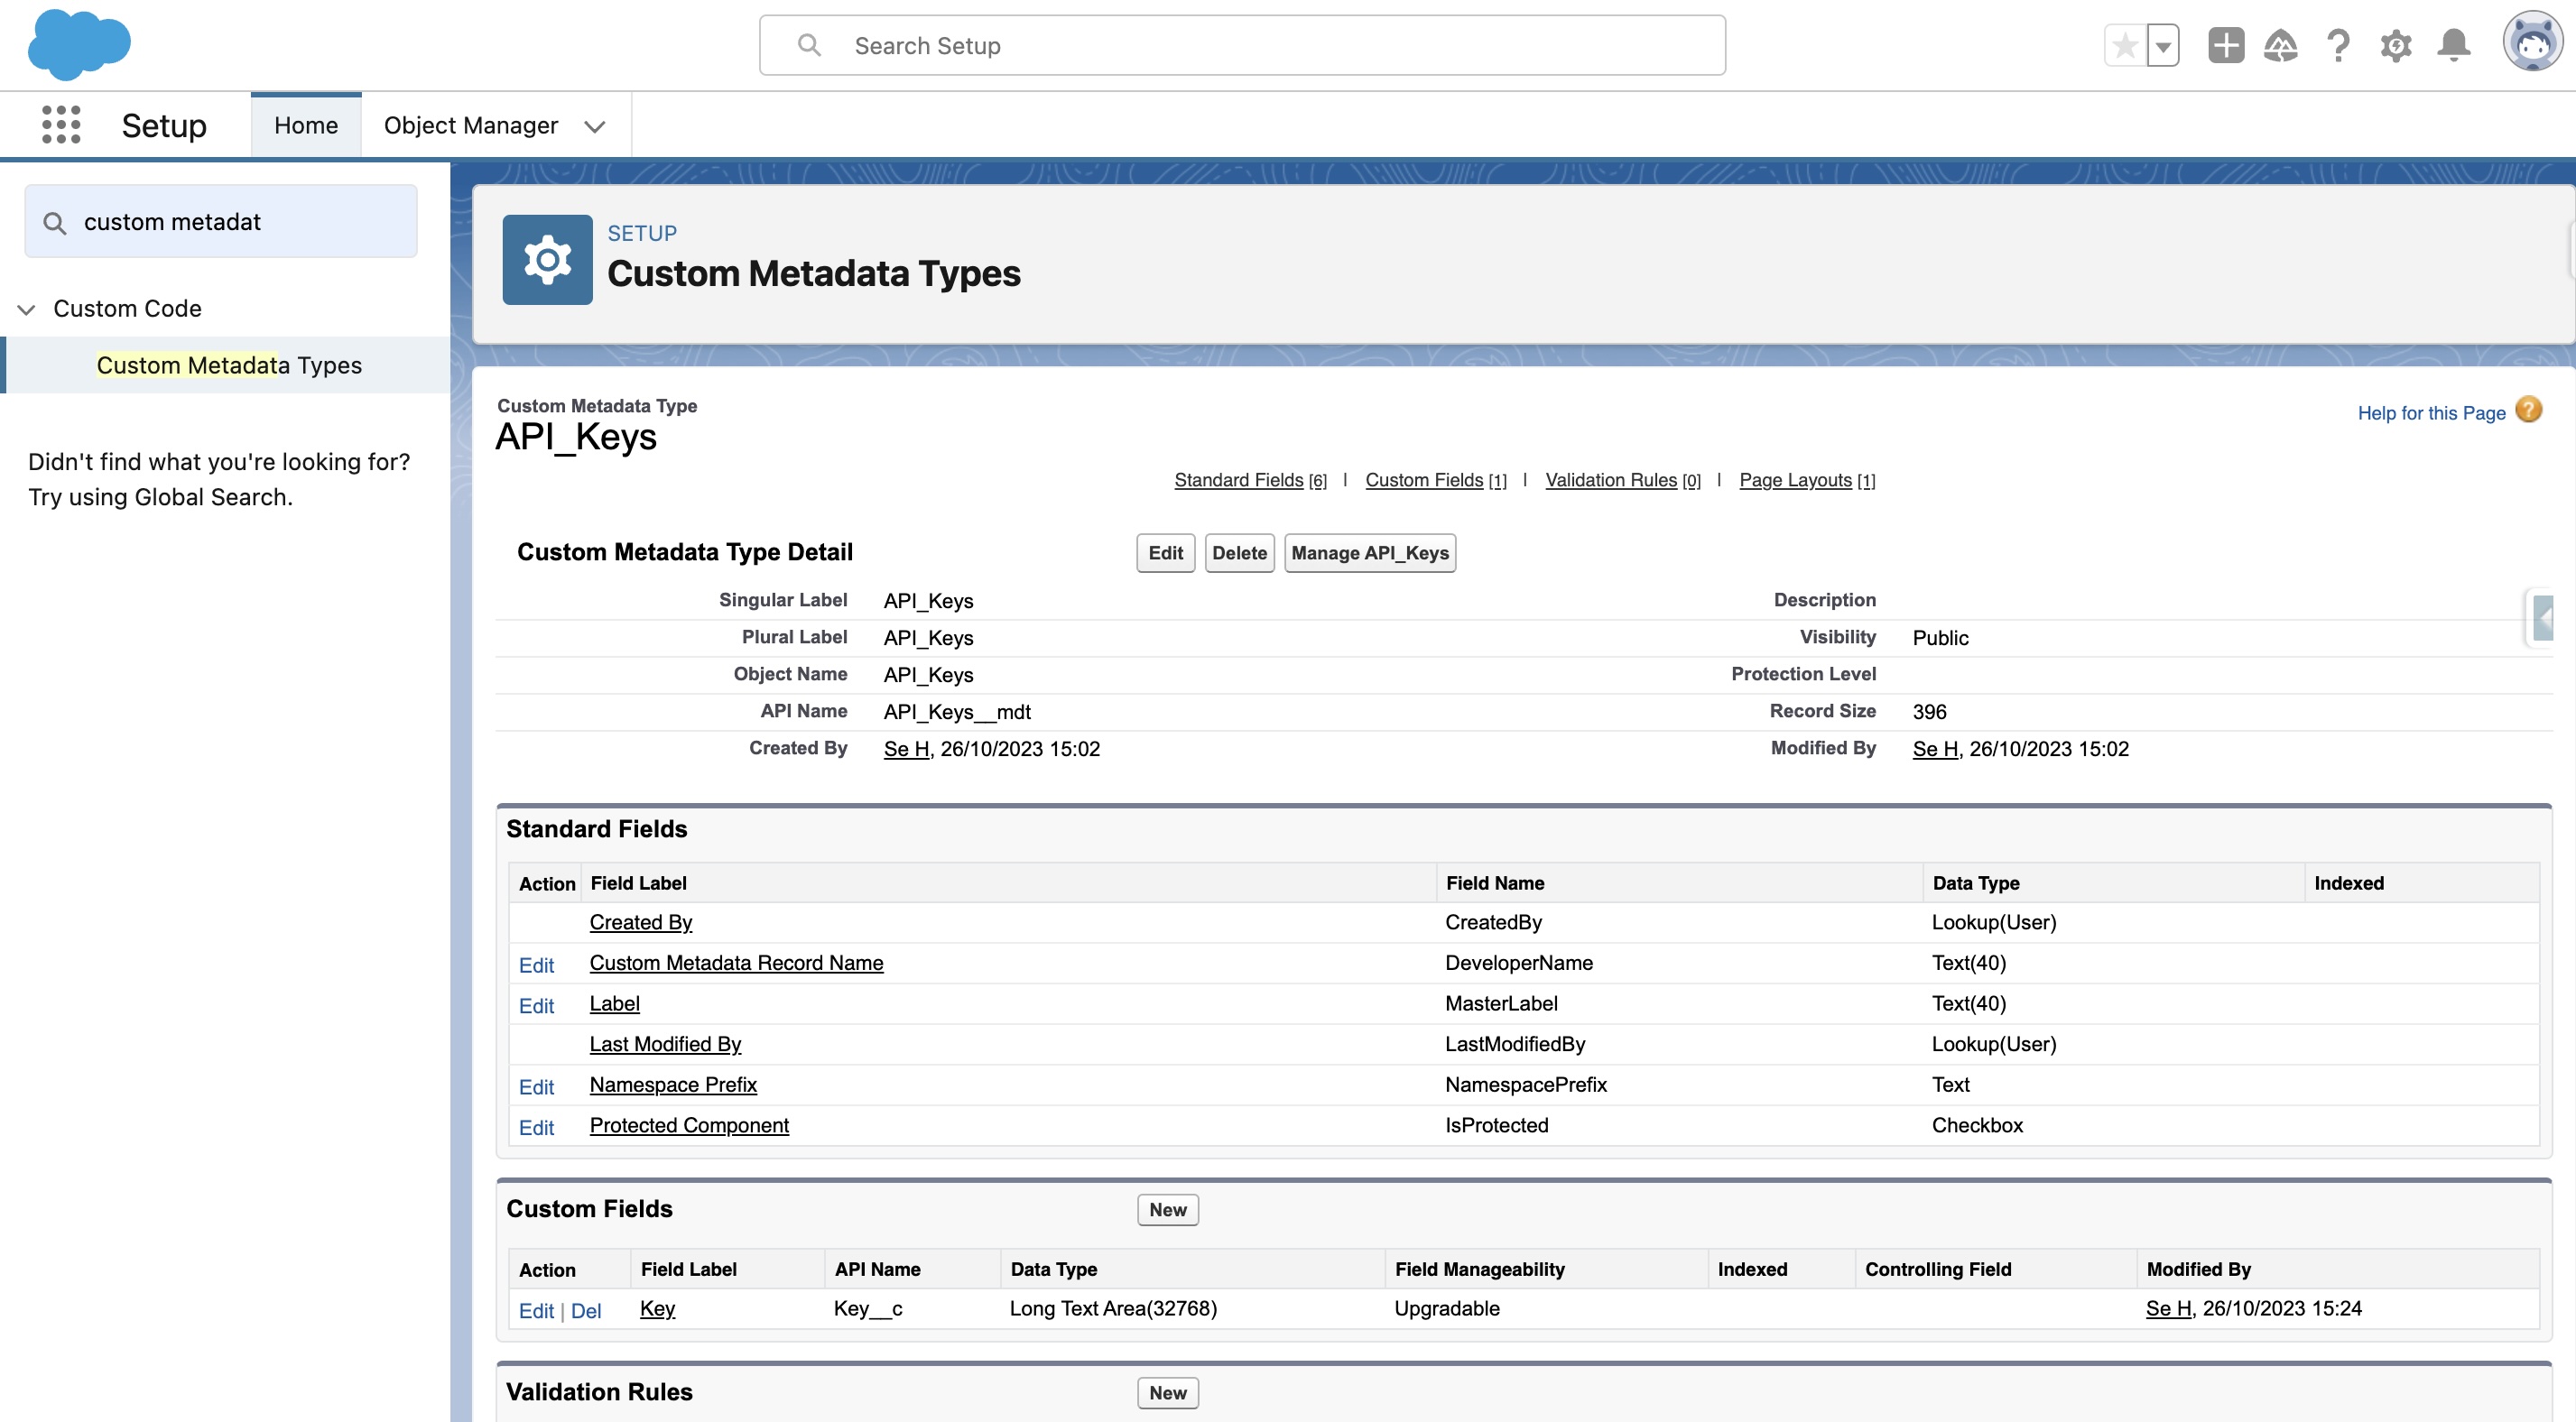 Search Setup
Setup
Home
Object Manager
custom metadat
Custom Code
Custom Metadata Types
Didn't find what you're looking for?
Try using Global Search.
SETUP
Custom Metadata Types
Custom Metadata Type
API_Keys
Help for this Page ?
Standard Fields [6] | Custom Fields [1] | Validation Rules [0] | Page Layouts [1]
Custom Metadata Type Detail
Edit Delete Manage API_Keys
Singular Label API_Keys Description
Plural Label API_Keys Visibility Public
Object Name API_Keys Protection Level
API Name API_Keys__mdt Record Size 396
Created By Se H, 26/10/2023 15:02 Modified By Se H, 26/10/2023 15:02
Standard Fields
Action Field Label Field Name Data Type Indexed
Created By CreatedBy Lookup(User)
Edit Custom Metadata Record Name DeveloperName Text(40)
Edit Label MasterLabel Text(40)
Last Modified By LastModifiedBy Lookup(User)
Edit Namespace Prefix NamespacePrefix Text
Edit Protected Component IsProtected Checkbox
Custom Fields New
Action Field Label API Name Data Type Field Manageability Indexed Controlling Field Modified By
Edit | Del Key Key__c Long Text Area(32768) Upgradable Se H, 26/10/2023 15:24
Validation Rules New